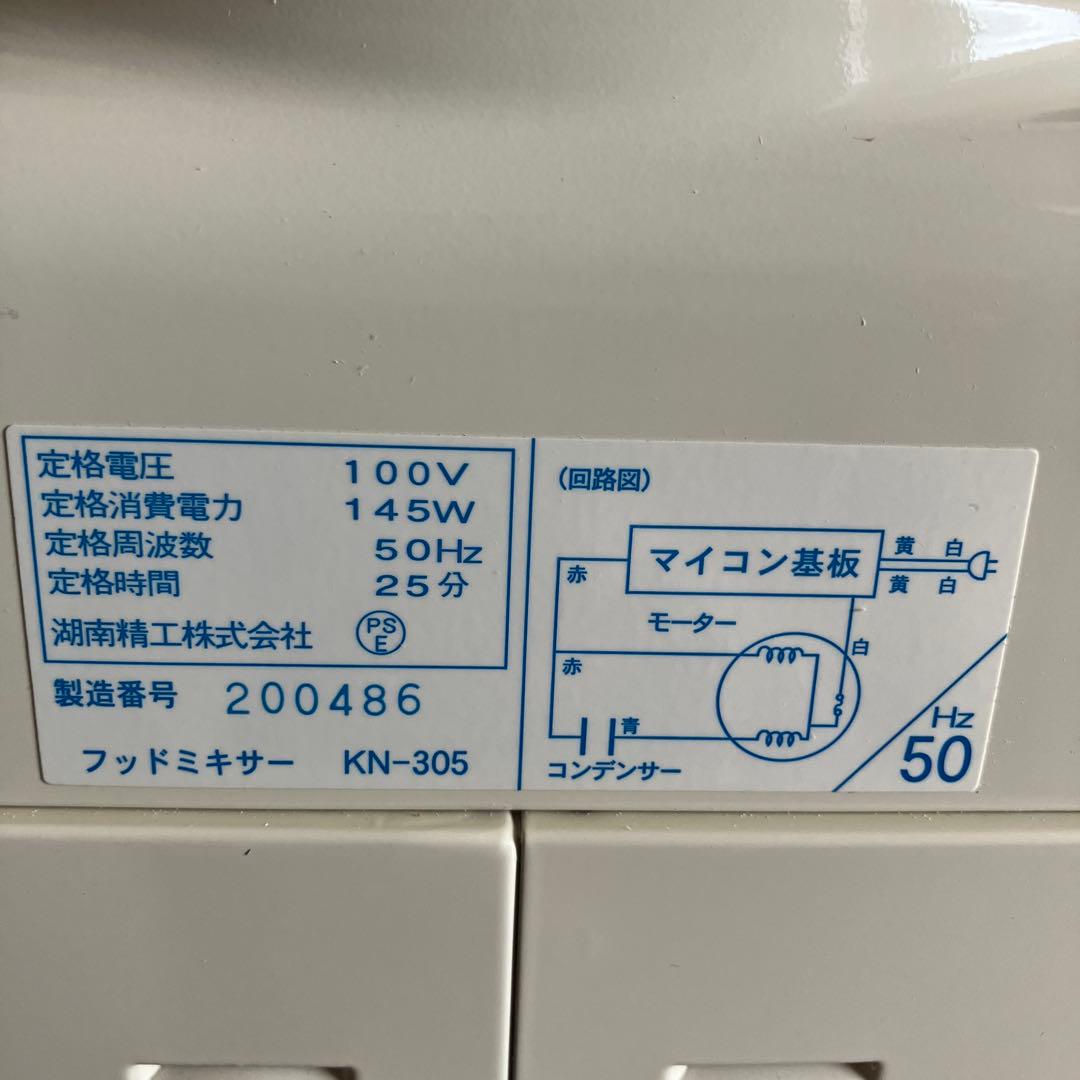 定格電圧 100V
定格消費電力 145W
定格周波数 50Hz
定格時間 25分
湖南精工株式会社 PSE
製造番号 200486
フッドミキサー KN-305
(回路図)
マイコン基板
黄 白
黄 白
赤
モーター
白
赤
青
コンデンサー
Hz
50